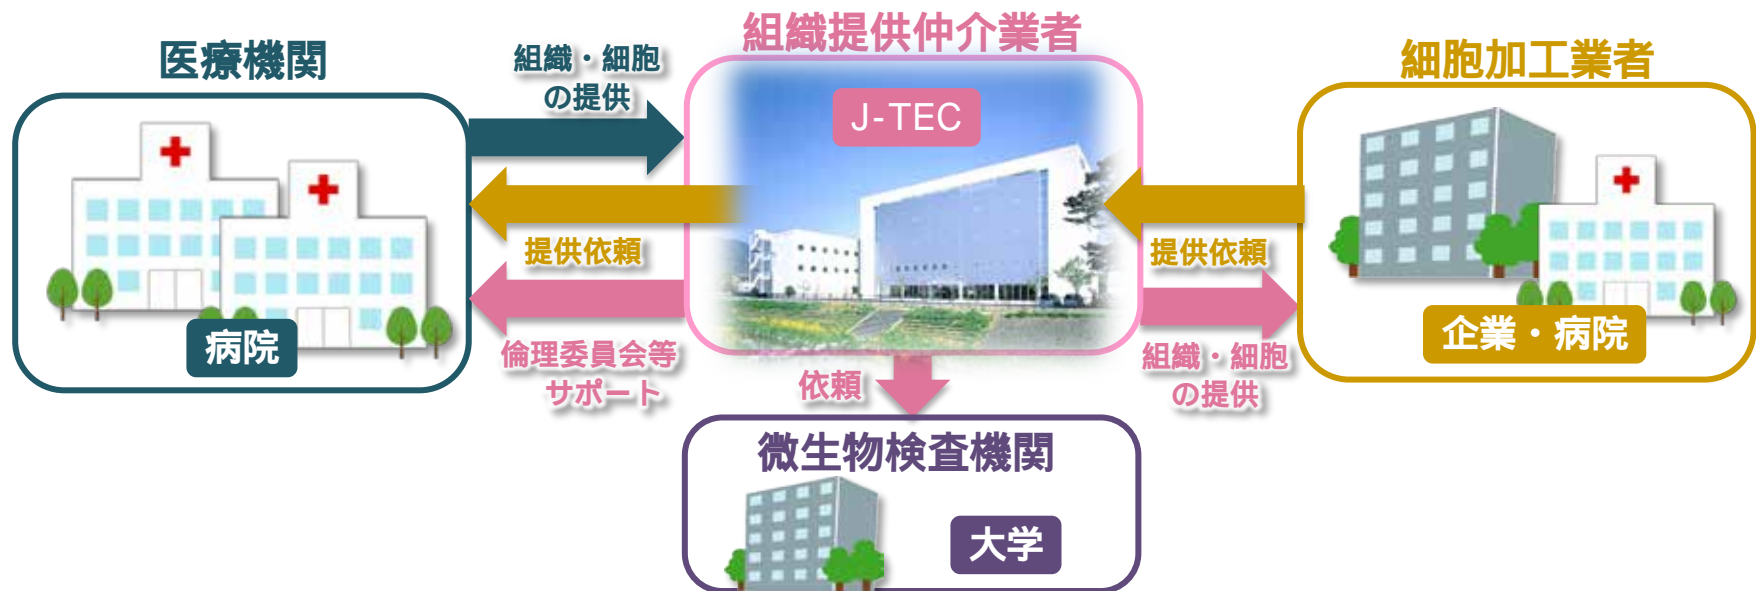 組織提供仲介業者
医療機関
組織・細胞
の提供
細胞加工業者
J-TEC
提供依頼
提供依頼
病院
企業・病院
倫理委員会等
サポート
依頼
組織・細胞
の提供
微生物検査機関
大学